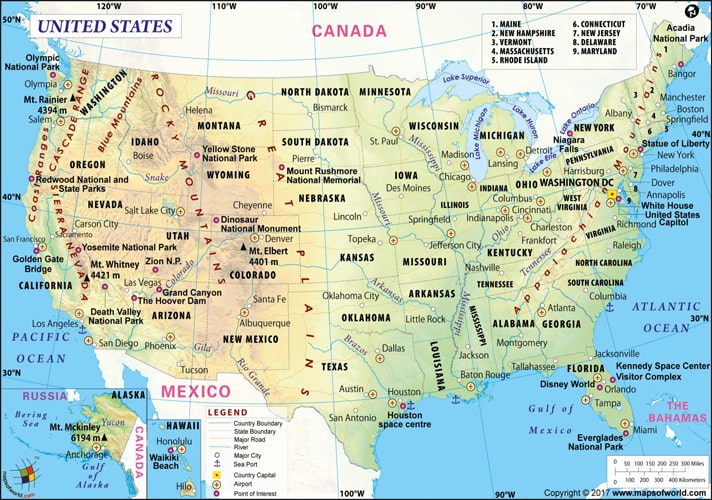 120°W
110°W
90°W
80°W
70°W
50°N
50°N
UNITED STATES
CANADA
1. MAINE
2. NEW HAMPSHIRE
3. VERMONT
4. MASSACHUSETTS
5. RHODE ISLAND
6. CONNECTICUT
7. NEW JERSEY
8. DELAWARE
9. MARYLAND
Acadia
National Park
Bangor
Olympic
National Park
Olympia
Mt. Rainier
4394 m
Salem
WASHINGTON
CASCADE RANGE
Coast Ranges
Blue Mountains
ROCKY MOUNTAINS
GREAT PLAINS
SIERRA NEVADA
Appalachian Mountains
Missouri
Helena
MONTANA
NORTH DAKOTA
Bismarck
MINNESOTA
St. Paul
Lake Superior
Lake Michigan
Lake Huron
Lake Ontario
Lake Erie
WISCONSIN
Madison
MICHIGAN
Lansing
Detroit
Chicago
NEW YORK
Niagara
Falls
Albany
Manchester
Boston
Springfield
Statue of Liberty
New York
Philadelphia
Dover
Annapolis
White House
United States
Capitol
OREGON
IDAHO
Boise
Snake
Yellow Stone
National Park
WYOMING
Cheyenne
SOUTH DAKOTA
Pierre
Mount Rushmore
National Memorial
NEBRASKA
Lincoln
IOWA
Des Moines
Mississippi
ILLINOIS
Springfield
INDIANA
Indianapolis
OHIO
Columbus
Cincinnati
PENNSYLVANIA
Harrisburg
WASHINGTON DC
WEST
VIRGINIA
Charleston
VIRGINIA
Richmond
Raleigh
40°N
40°N
Redwood National and
State Parks
NEVADA
Carson City
Salt Lake City
UTAH
Dinosaur
National Monument
Denver
Mt. Elbert
4401 m
COLORADO
Colorado
San Francisco
Sacramento
Golden Gate
Bridge
Yosemite National Park
Mt. Whitney
4421 m
Zion N.P.
CALIFORNIA
Las Vegas
Grand Canyon
The Hoover Dam
Death Valley
National Park
ARIZONA
Los Angeles
San Diego
Phoenix
Gila
Tucson
Santa Fe
Albuquerque
NEW MEXICO
Rio Grande
Topeka
KANSAS
MISSOURI
Jefferson City
Ohio
Frankfort
KENTUCKY
Nashville
TENNESSEE
Tennessee
NORTH CAROLINA
SOUTH CAROLINA
Columbia
Arkansas
Oklahoma City
OKLAHOMA
ARKANSAS
Little Rock
Mississippi
MISSISSIPPI
Jackson
ALABAMA
Montgomery
GEORGIA
Atlanta
TEXAS
Brazos
Dallas
Austin
San Antonio
Houston
Houston
space centre
LOUISIANA
Baton Rouge
Tallahassee
Jacksonville
FLORIDA
Kennedy Space Center
Visitor Complex
Disney World
Orlando
Tampa
Miami
Everglades
National Park
PACIFIC
OCEAN
ATLANTIC
OCEAN
30°N
30°N
MEXICO
Gulf of
Mexico
THE
BAHAMAS
RUSSIA
ALASKA
Bering
Sea
Yukon
Mt. Mckinley
6194 m
Anchorage
Gulf
of
Alaska
CANADA
HAWAII
Honolulu
Waikiki
Beach
Hilo
LEGEND
Country Boundary
State Boundary
Major Road
River
Major City
Sea Port
Country Capital
Airport
Point of Interest
0 100 200 300 Miles
0 200 400 Kilometers
100°W
90°W
80°W
mapsofworld.com
Copyright © 2017 www.mapsofworld.com